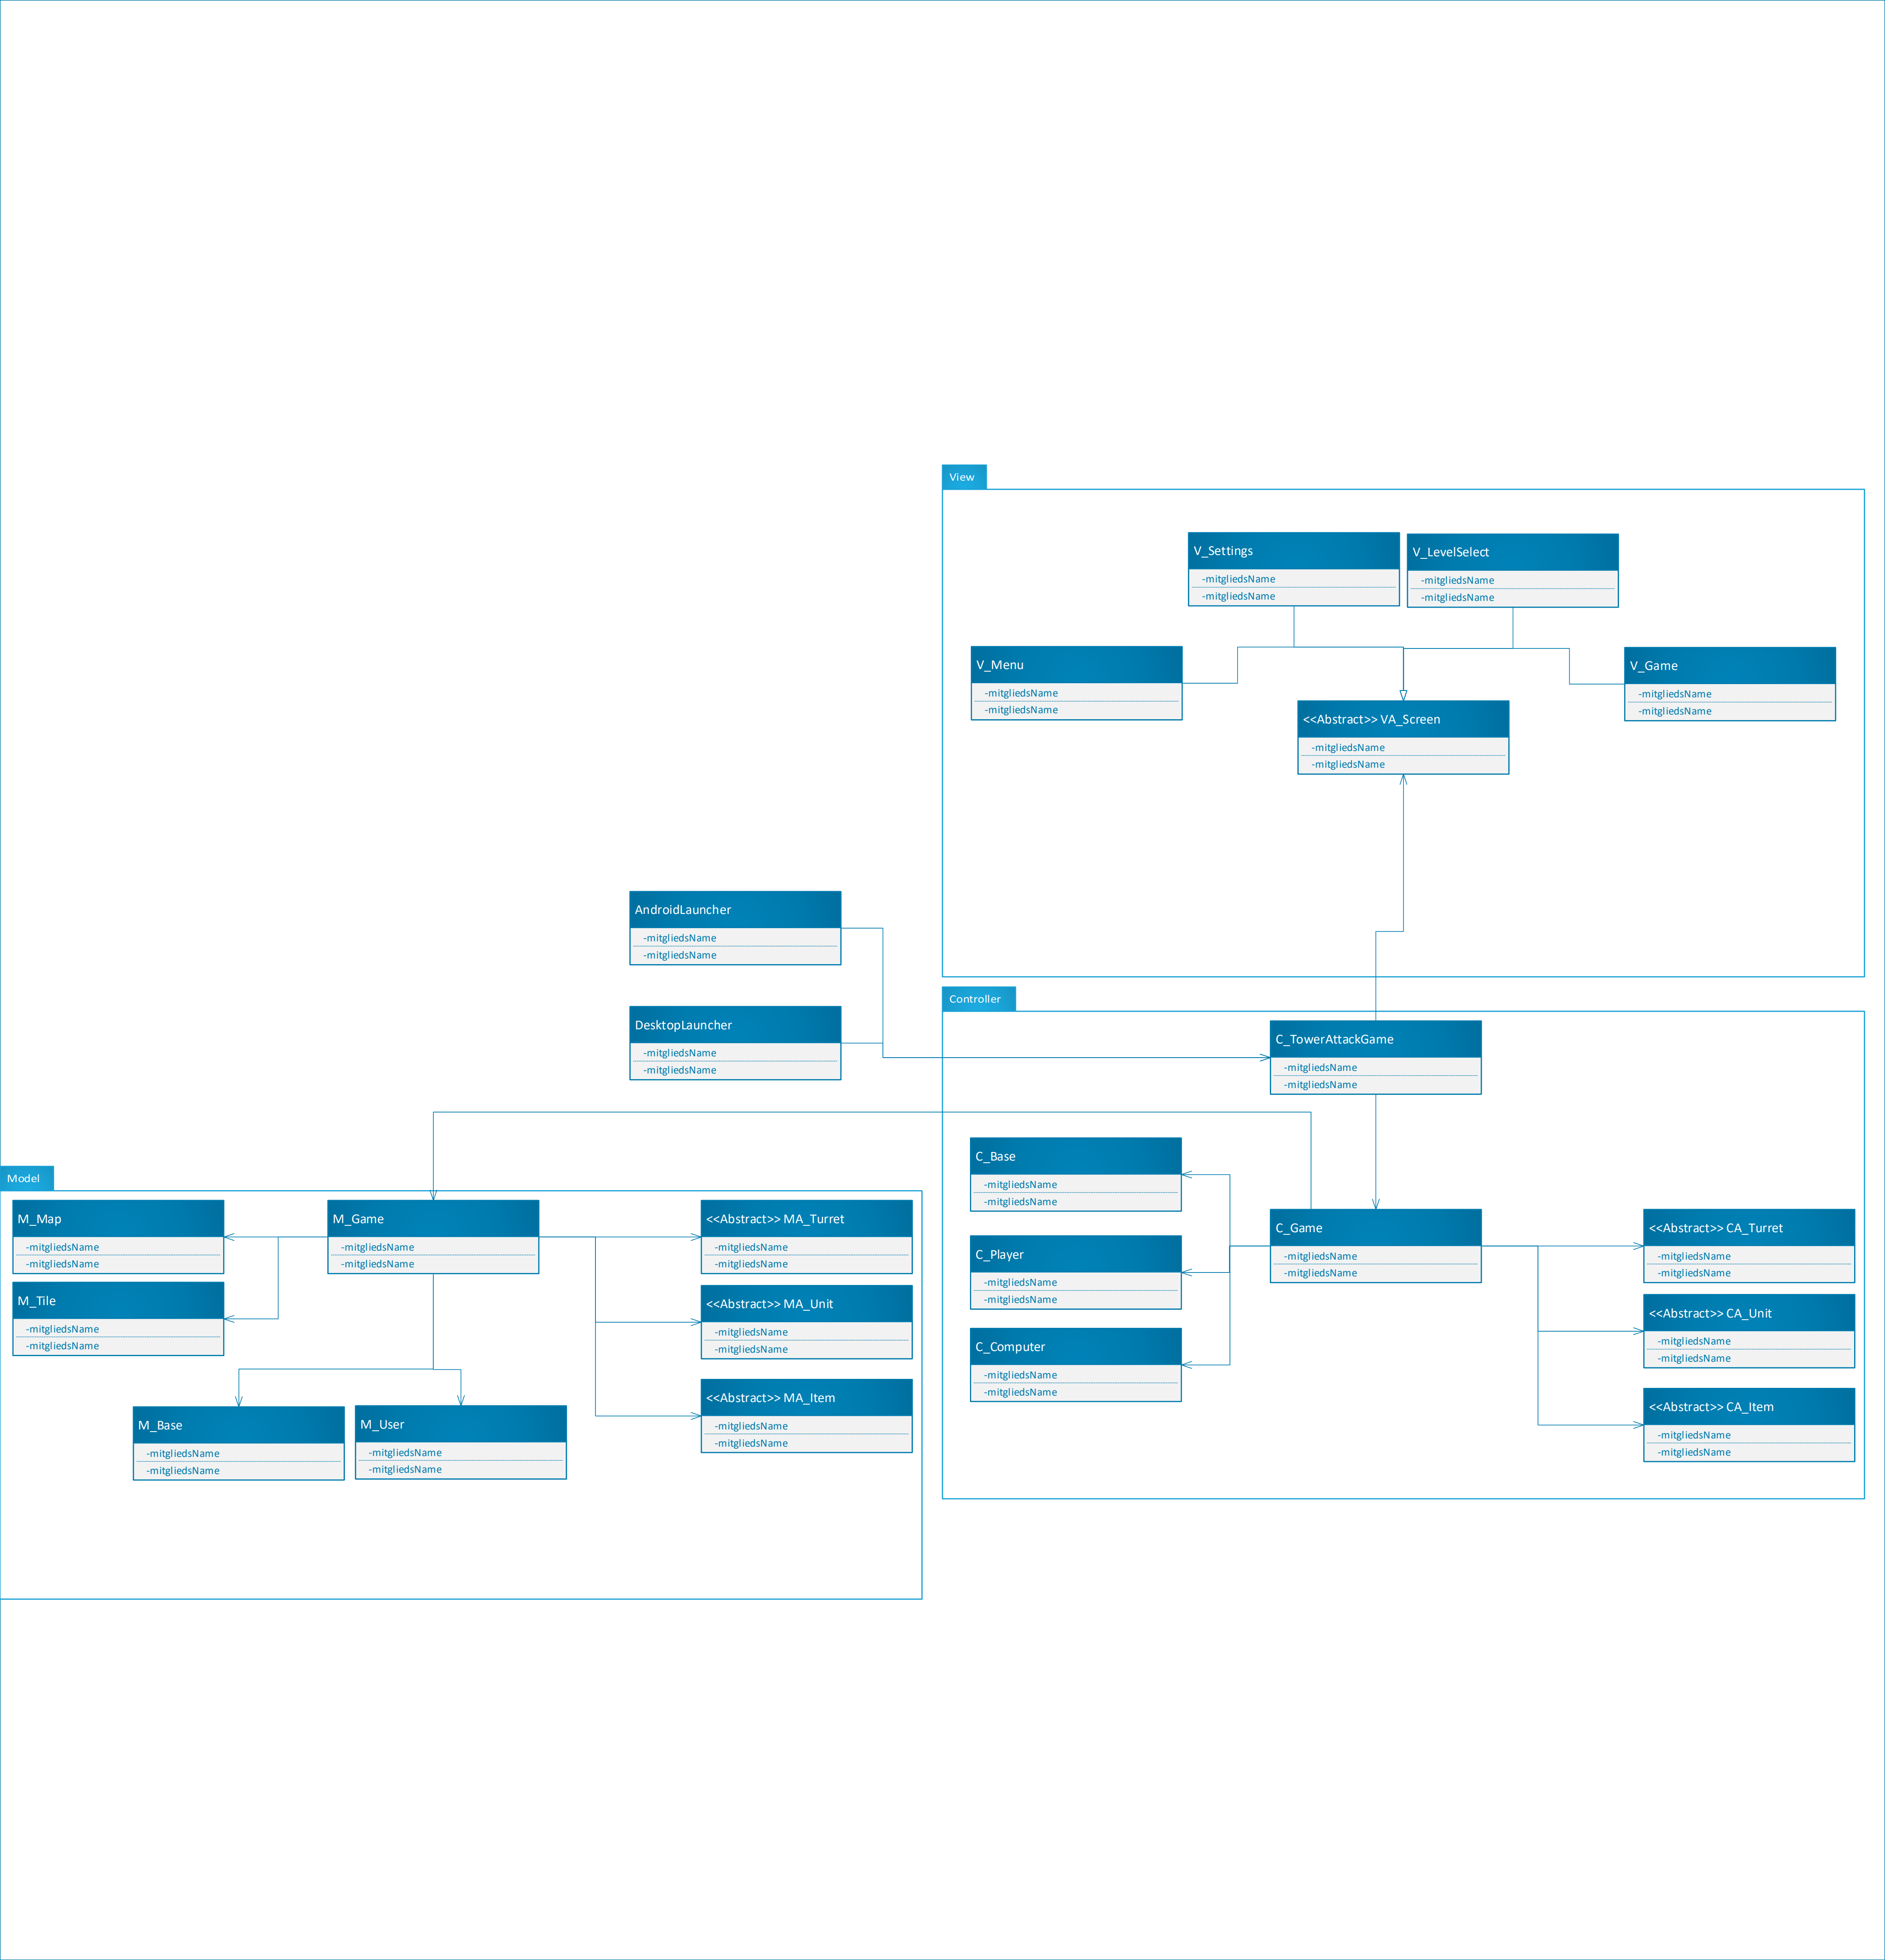 View
V_Settings
-mitgliedsName
-mitgliedsName
V_LevelSelect
-mitgliedsName
-mitgliedsName
V_Menu
-mitgliedsName
-mitgliedsName
V_Game
-mitgliedsName
-mitgliedsName
<<Abstract>> VA_Screen
-mitgliedsName
-mitgliedsName
AndroidLauncher
-mitgliedsName
-mitgliedsName
DesktopLauncher
-mitgliedsName
-mitgliedsName
Controller
C_TowerAttackGame
-mitgliedsName
-mitgliedsName
C_Base
-mitgliedsName
-mitgliedsName
C_Player
-mitgliedsName
-mitgliedsName
C_Computer
-mitgliedsName
-mitgliedsName
C_Game
-mitgliedsName
-mitgliedsName
<<Abstract>> CA_Turret
-mitgliedsName
-mitgliedsName
<<Abstract>> CA_Unit
-mitgliedsName
-mitgliedsName
<<Abstract>> CA_Item
-mitgliedsName
-mitgliedsName
Model
M_Map
-mitgliedsName
-mitgliedsName
M_Tile
-mitgliedsName
-mitgliedsName
M_Game
-mitgliedsName
-mitgliedsName
<<Abstract>> MA_Turret
-mitgliedsName
-mitgliedsName
<<Abstract>> MA_Unit
-mitgliedsName
-mitgliedsName
<<Abstract>> MA_Item
-mitgliedsName
-mitgliedsName
M_Base
-mitgliedsName
-mitgliedsName
M_User
-mitgliedsName
-mitgliedsName